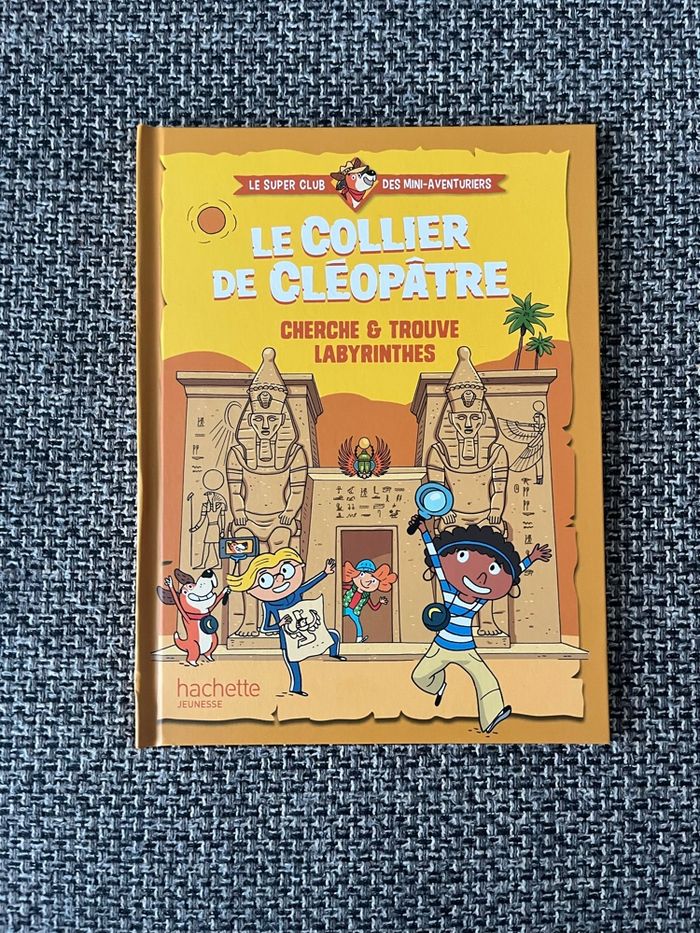 LE SUPER CLUB DES MINI-AVENTURIERS
LE COLLIER
DE CLÉOPÂTRE
CHERCHE & TROUVE
LABYRINTHES
hachette
JEUNESSE